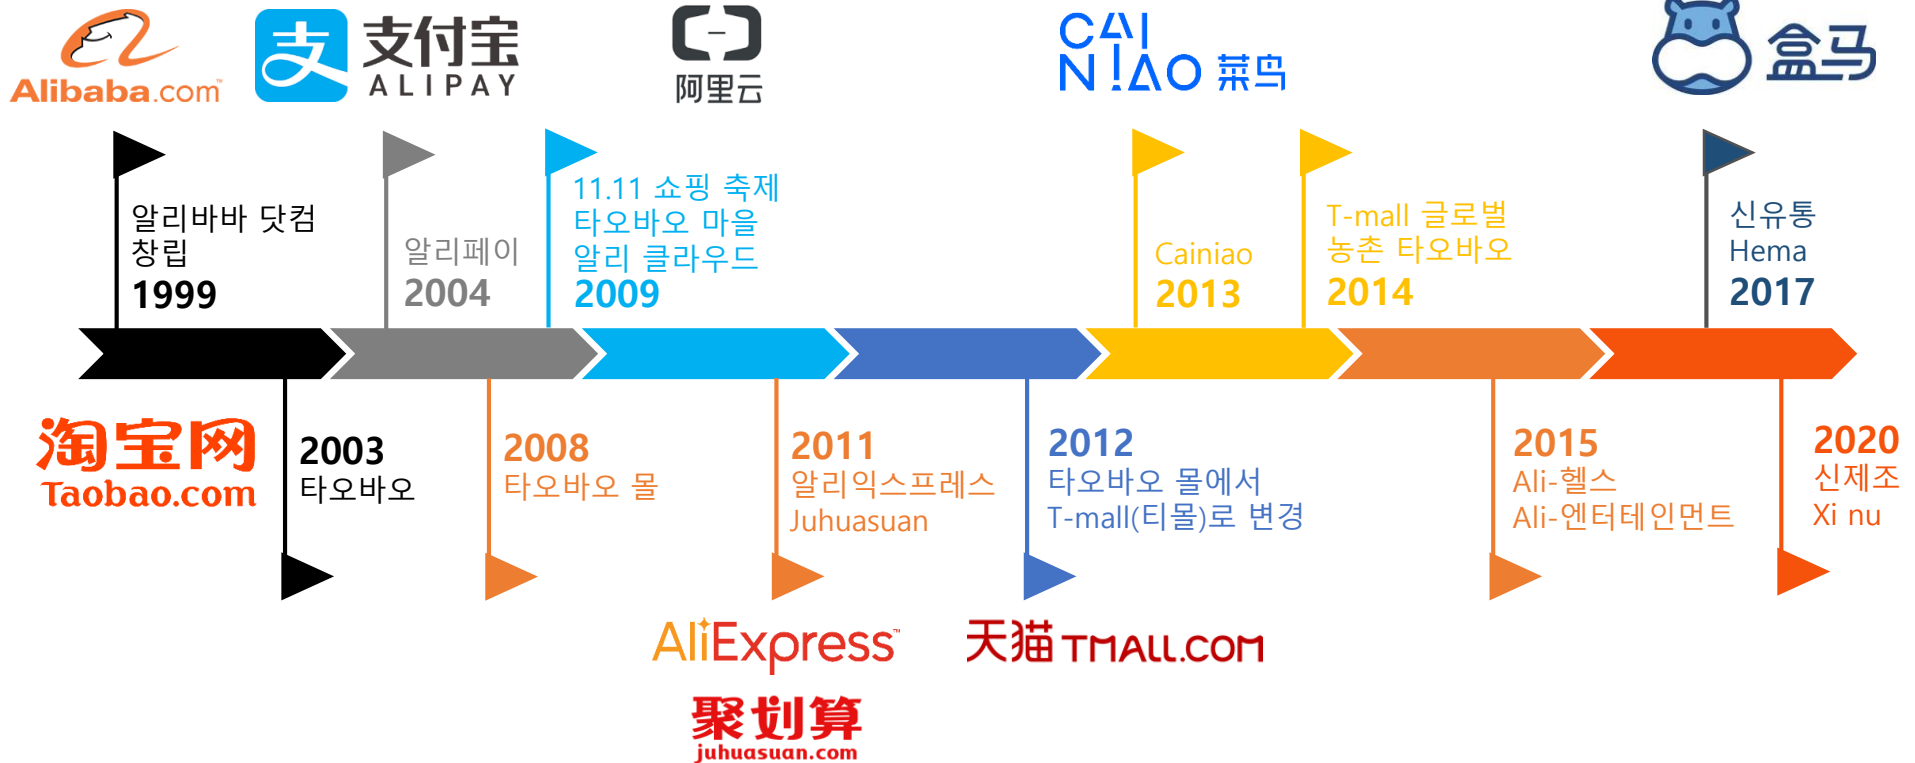 Alibaba.com™
支
支付宝
ALIPAY
阿里云
CAI
NIAO 菜鸟
盒马
알리바바 닷컴
창립
1999
알리페이
2004
11.11 쇼핑 축제
타오바오 마을
알리 클라우드
2009
Cainiao
2013
T-mall 글로벌
농촌 타오바오
2014
신유통
Hema
2017
淘宝网
Taobao.com
2003
타오바오
2008
타오바오 몰
2011
알리익스프레스
Juhuasuan
2012
타오바오 몰에서
T-mall(티몰)로 변경
2015
Ali-헬스
Ali-엔터테인먼트
2020
신제조
Xi nu
AliExpress™
天猫 TMALL.COM
聚划算
juhuasuan.com